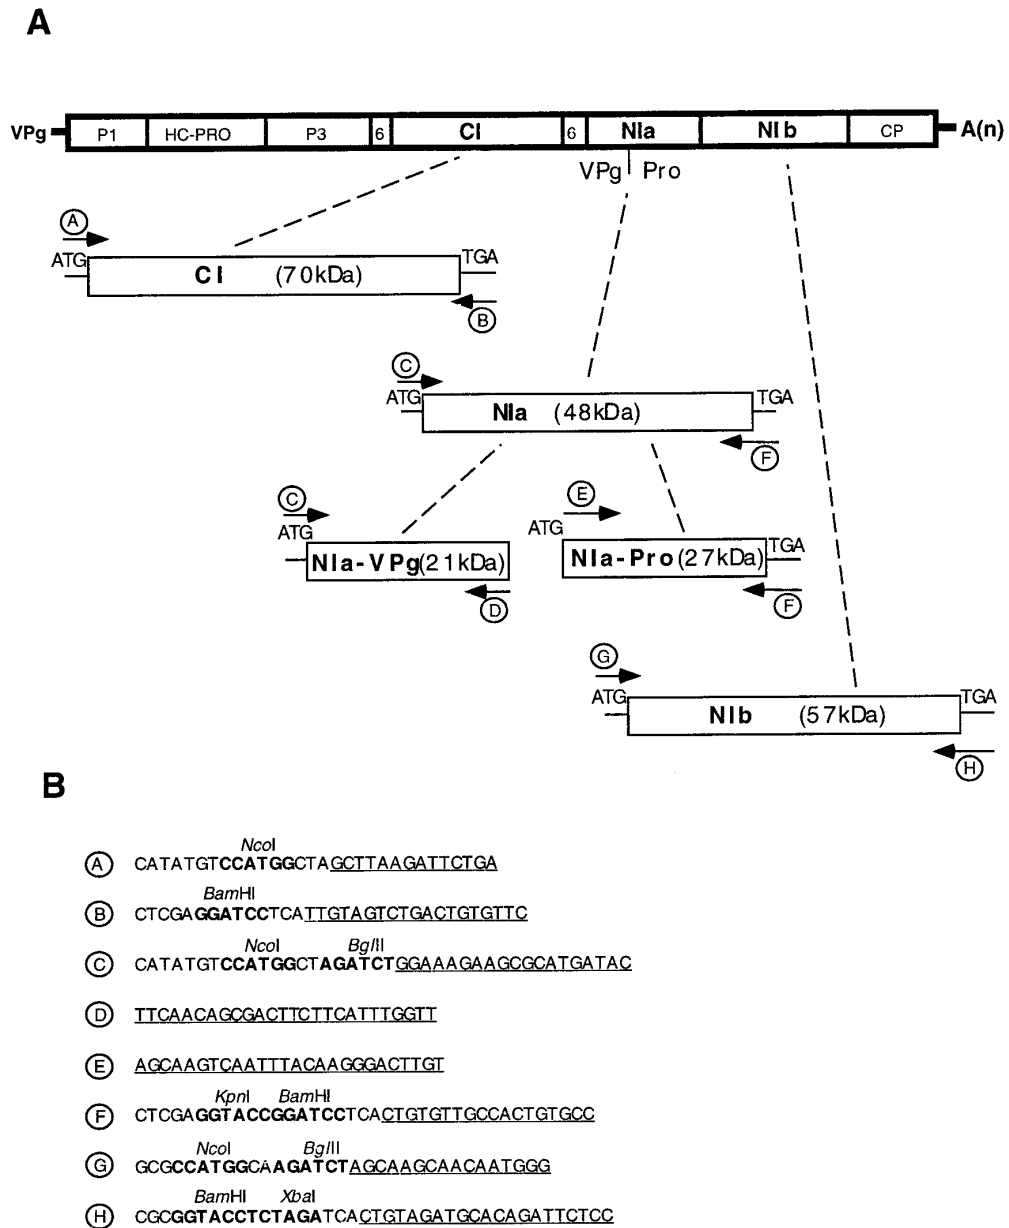 A
VPg P1 HC-PRO P3 6 CI 6 NIa NIb CP A(n)
VPg Pro
A
ATG TGA
CI (70kDa)
B
C
ATG TGA
NIa (48kDa)
F
C E
ATG ATG
TGA
NIa-VPg(21kDa) NIa-Pro(27kDa)
D F
G
ATG TGA
NIb (57kDa)
H
B
NcoI
A CATATGTCCATGGCTAGCTTAAGATTCTGA
BamHI
B CTCGAGGATCCTCATTGTAGTCTGACTGTGTTC
NcoI BglII
C CATATGTCCATGGCTAGATCTGGAAAGAAGCGCATGATAC
D TTCAACAGCGACTTCTTCATTTGGTT
E AGCAAGTCAATTTACAAGGGACTTGT
KpnI BamHI
F CTCGAGGTACCGGATCCTCACTGTGTTGCCACTGTGCC
NcoI BglII
G GCGCCATGGCAAGATCTAGCAAGCAACAATGGG
BamHI XbaI
H CGCGGTACCTCTAGATCACTGTAGATGCACAGATTCTCC